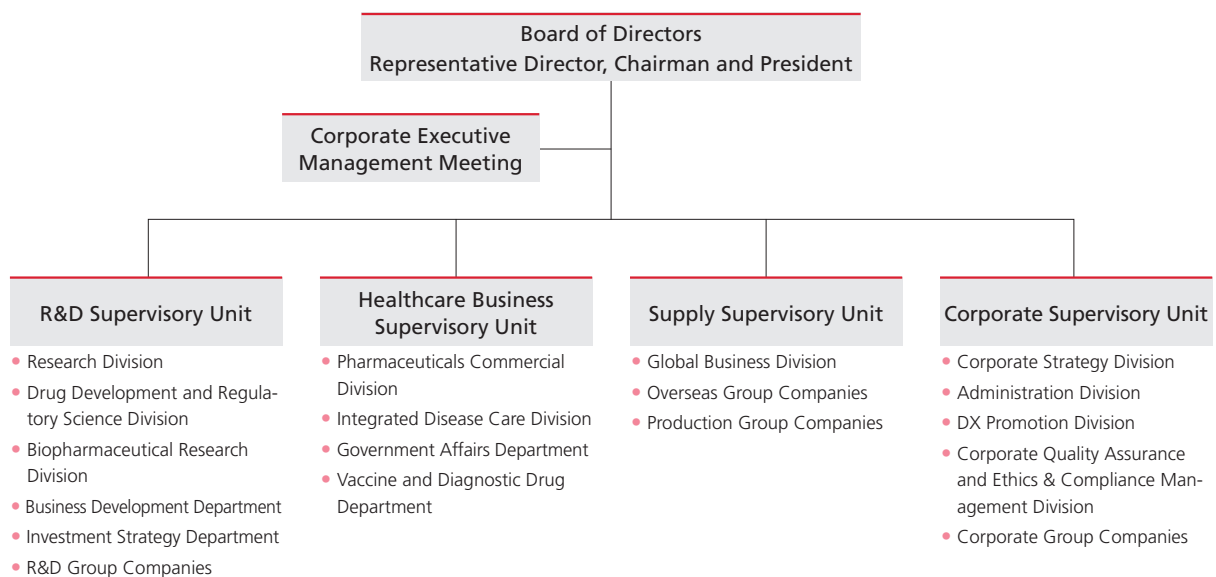 Board of Directors
Representative Director, Chairman and President
Corporate Executive
Management Meeting
R&D Supervisory Unit
• Research Division
• Drug Development and Regula-
tory Science Division
• Biopharmaceutical Research
Division
• Business Development Department
• Investment Strategy Department
• R&D Group Companies
Healthcare Business
Supervisory Unit
• Pharmaceuticals Commercial
Division
• Integrated Disease Care Division
• Government Affairs Department
• Vaccine and Diagnostic Drug
Department
Supply Supervisory Unit
• Global Business Division
• Overseas Group Companies
• Production Group Companies
Corporate Supervisory Unit
• Corporate Strategy Division
• Administration Division
• DX Promotion Division
• Corporate Quality Assurance
and Ethics & Compliance Man-
agement Division
• Corporate Group Companies